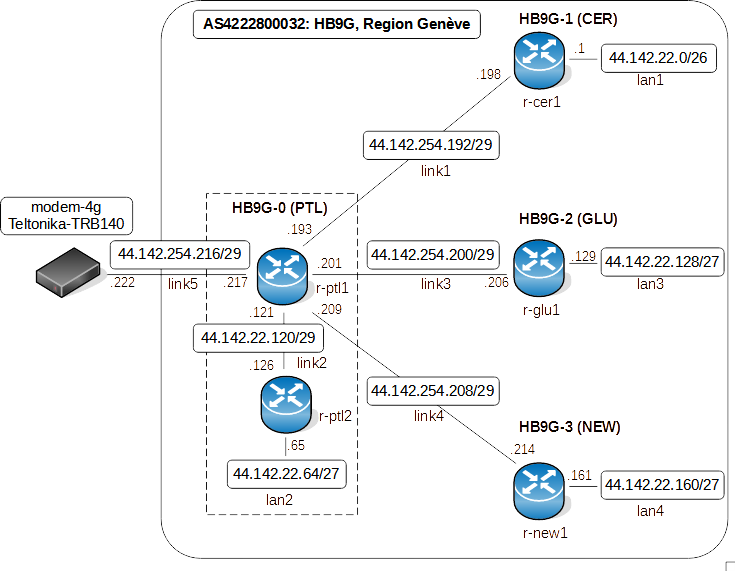 AS4222800032: HB9G, Region Genève
HB9G-1 (CER)
.1
44.142.22.0/26
lan1
.198
r-cer1
44.142.254.192/29
link1
HB9G-0 (PTL)
modem-4g
Teltonika-TRB140
.193
HB9G-2 (GLU)
44.142.254.216/29
44.142.254.200/29
.129
44.142.22.128/27
.201
.222
link5
.217
r-ptl1
link3
.206
lan3
.121
.209
r-glu1
44.142.22.120/29
.126
link2
44.142.254.208/29
link4
r-ptl2
HB9G-3 (NEW)
.65
.214
44.142.22.64/27
.161
44.142.22.160/27
lan2
lan4
r-new1